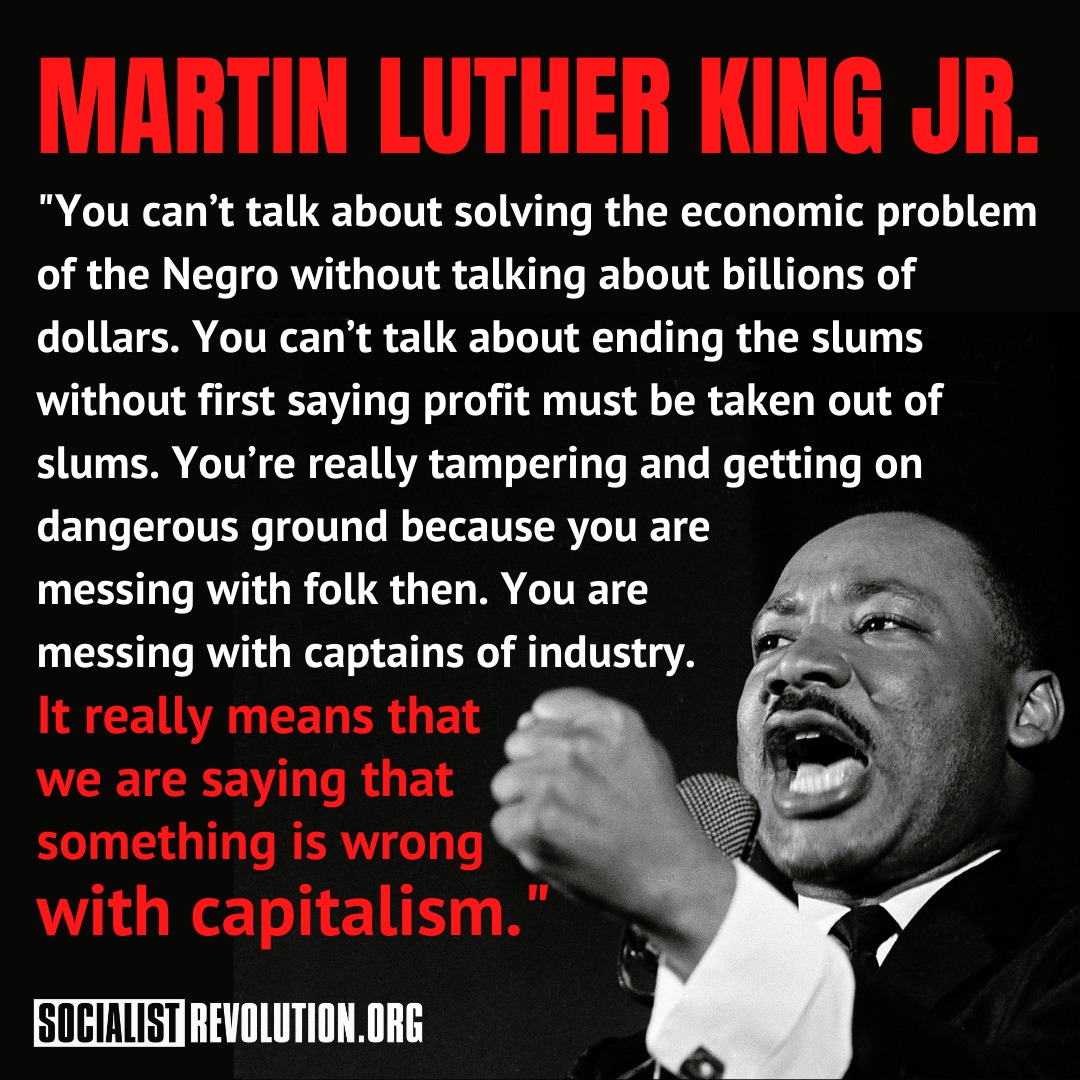 MARTIN LUTHER KING JR.
"You can’t talk about solving the economic problem
of the Negro without talking about billions of
dollars. You can’t talk about ending the slums
without first saying profit must be taken out of
slums. You’re really tampering and getting on
dangerous ground because you are
messing with folk then. You are
messing with captains of industry.
It really means that
we are saying that
something is wrong
with capitalism."
SOCIALIST REVOLUTION.ORG